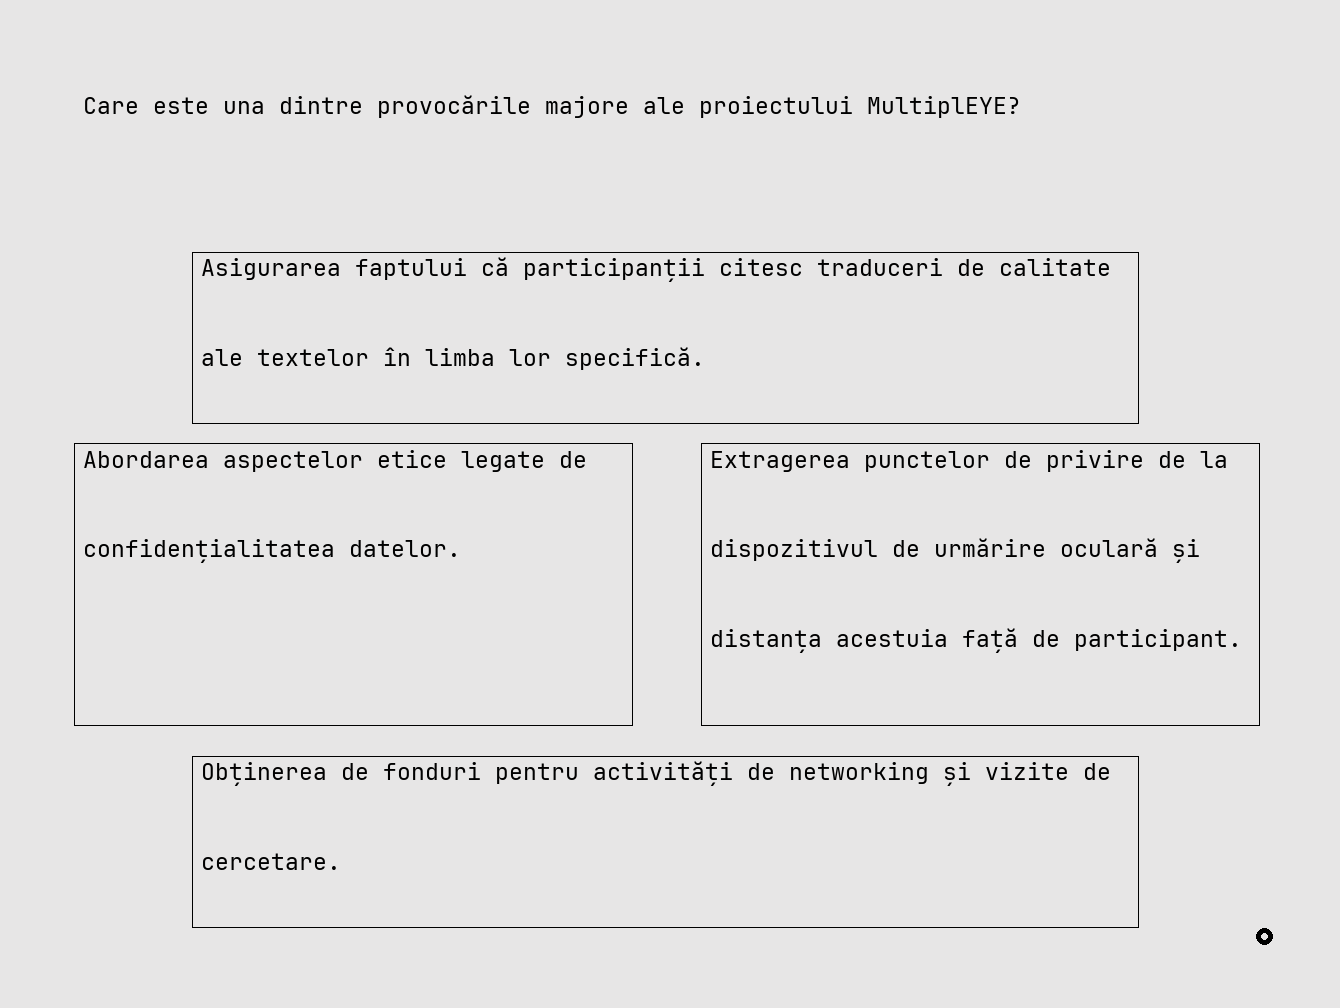 Care este una dintre provocările majore ale proiectului MultiplEYE?
Asigurarea faptului că participanții citesc traduceri de calitate
ale textelor în limba lor specifică.
Abordarea aspectelor etice legate de
confidențialitatea datelor.
Extragerea punctelor de privire de la
dispozitivul de urmărire oculară și
distanța acestuia față de participant.
Obținerea de fonduri pentru activități de networking și vizite de
cercetare.